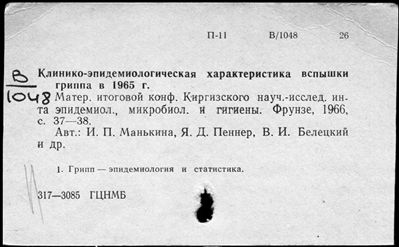 П-11 В/1048 26
В
1048
Клинико-эпидемиологическая характеристика вспышки
гриппа в 1965 г.
Матер. итоговой конф. Киргизского науч.-исслед. ин-
та эпидемиол., микробиол. и гигиены. Фрунзе, 1966,
с. 37—38.
Авт.: И. П. Манькина, Я. Д. Пеннер, В. И. Белецкий
и др.
1. Грипп — эпидемиология и статистика.
317—3085 ГЦНМБ